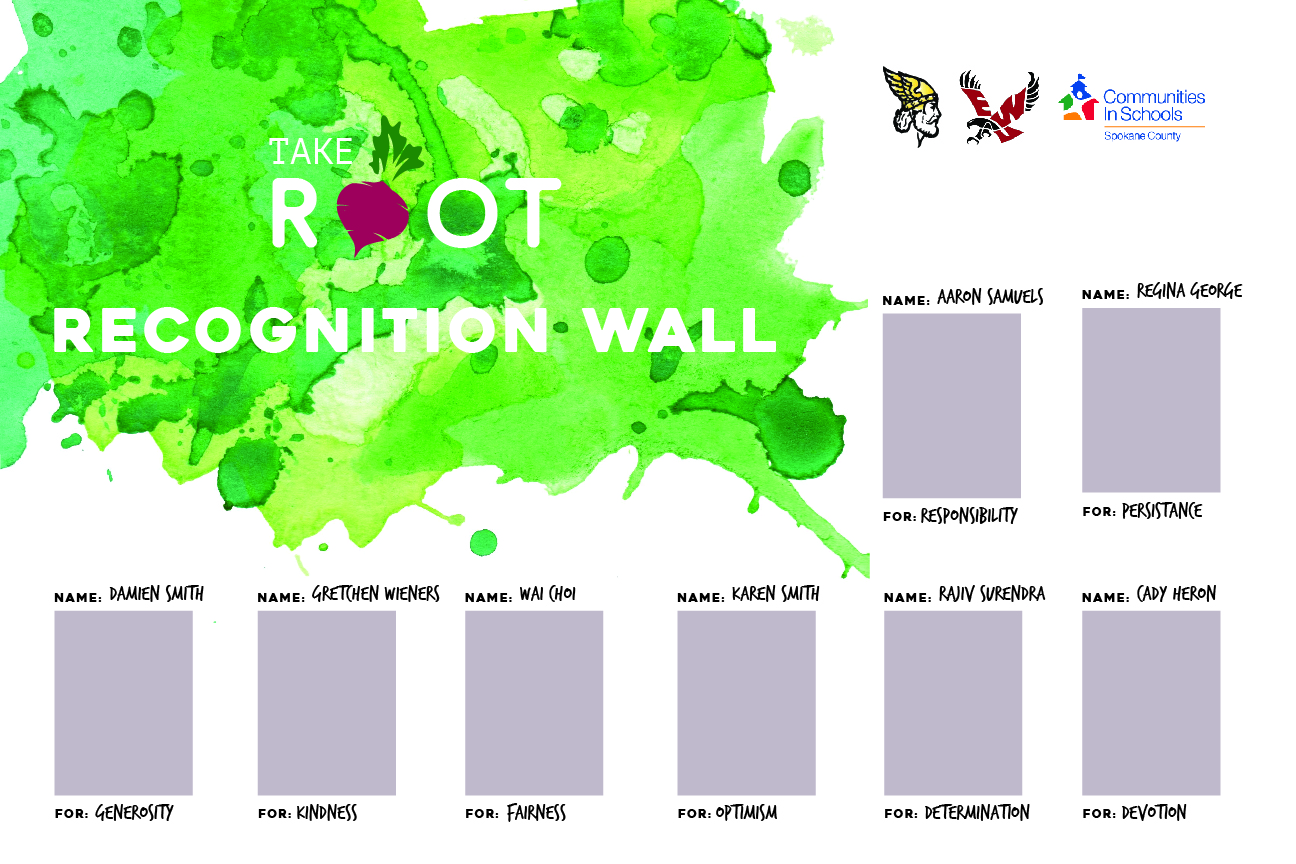 TAKE
ROOT
RECOGNITION WALL
EWU
Communities
In Schools
Spokane County
NAME: AARON SAMUELS
FOR: RESPONSIBILITY
NAME: REGINA GEORGE
FOR: PERSISTANCE
NAME: DAMIEN SMITH
FOR: GENEROSITY
NAME: GRETCHEN WIENERS
FOR: KINDNESS
NAME: WAI CHOI
FOR: FAIRNESS
NAME: KAREN SMITH
FOR: OPTIMISM
NAME: RAJIV SURENDRA
FOR: DETERMINATION
NAME: CADY HERON
FOR: DEVOTION